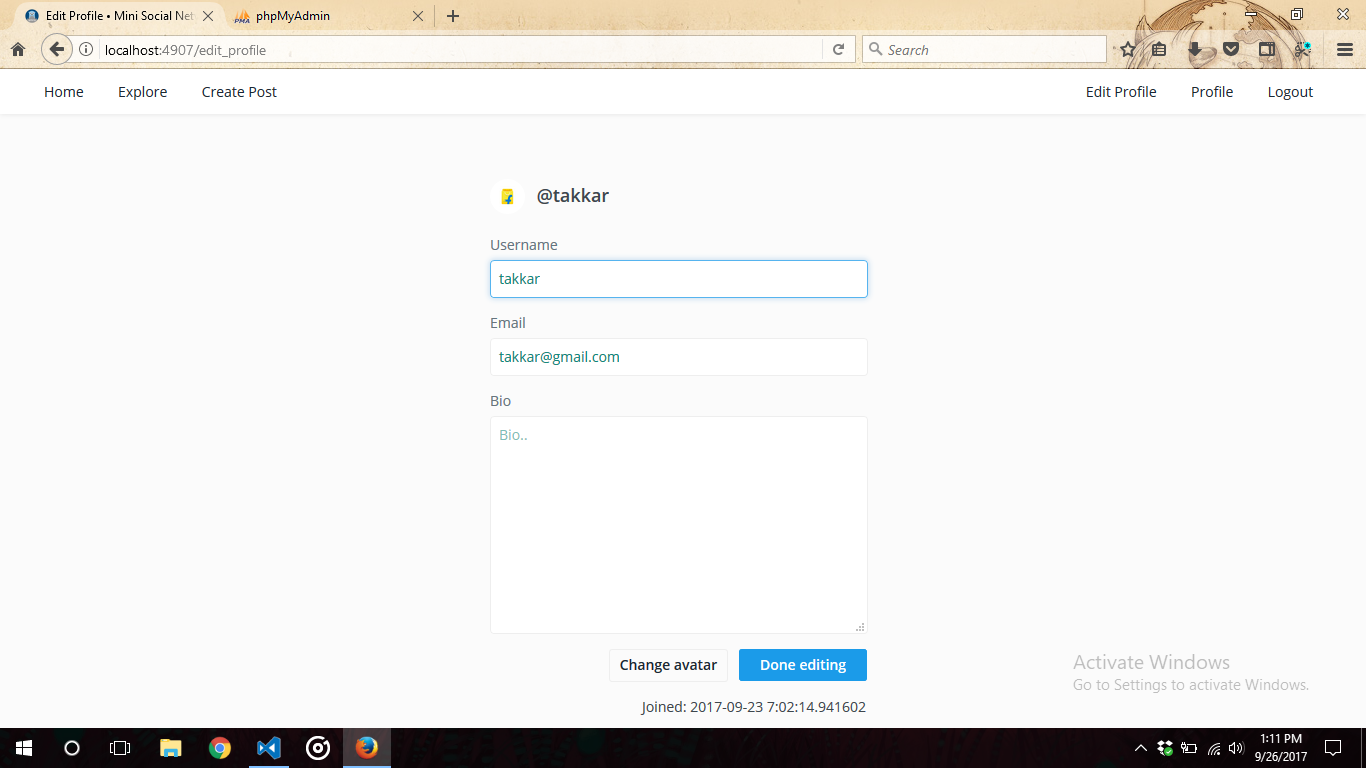 Edit Profile • Mini Social Net
PMA phpMyAdmin
localhost:4907/edit_profile
Search
Home Explore Create Post Edit Profile Profile Logout
@takkar
Username
takkar
Email
takkar@gmail.com
Bio
Bio..
Change avatar Done editing
Joined: 2017-09-23 7:02:14.941602
Activate Windows
Go to Settings to activate Windows.
1:11 PM
9/26/2017